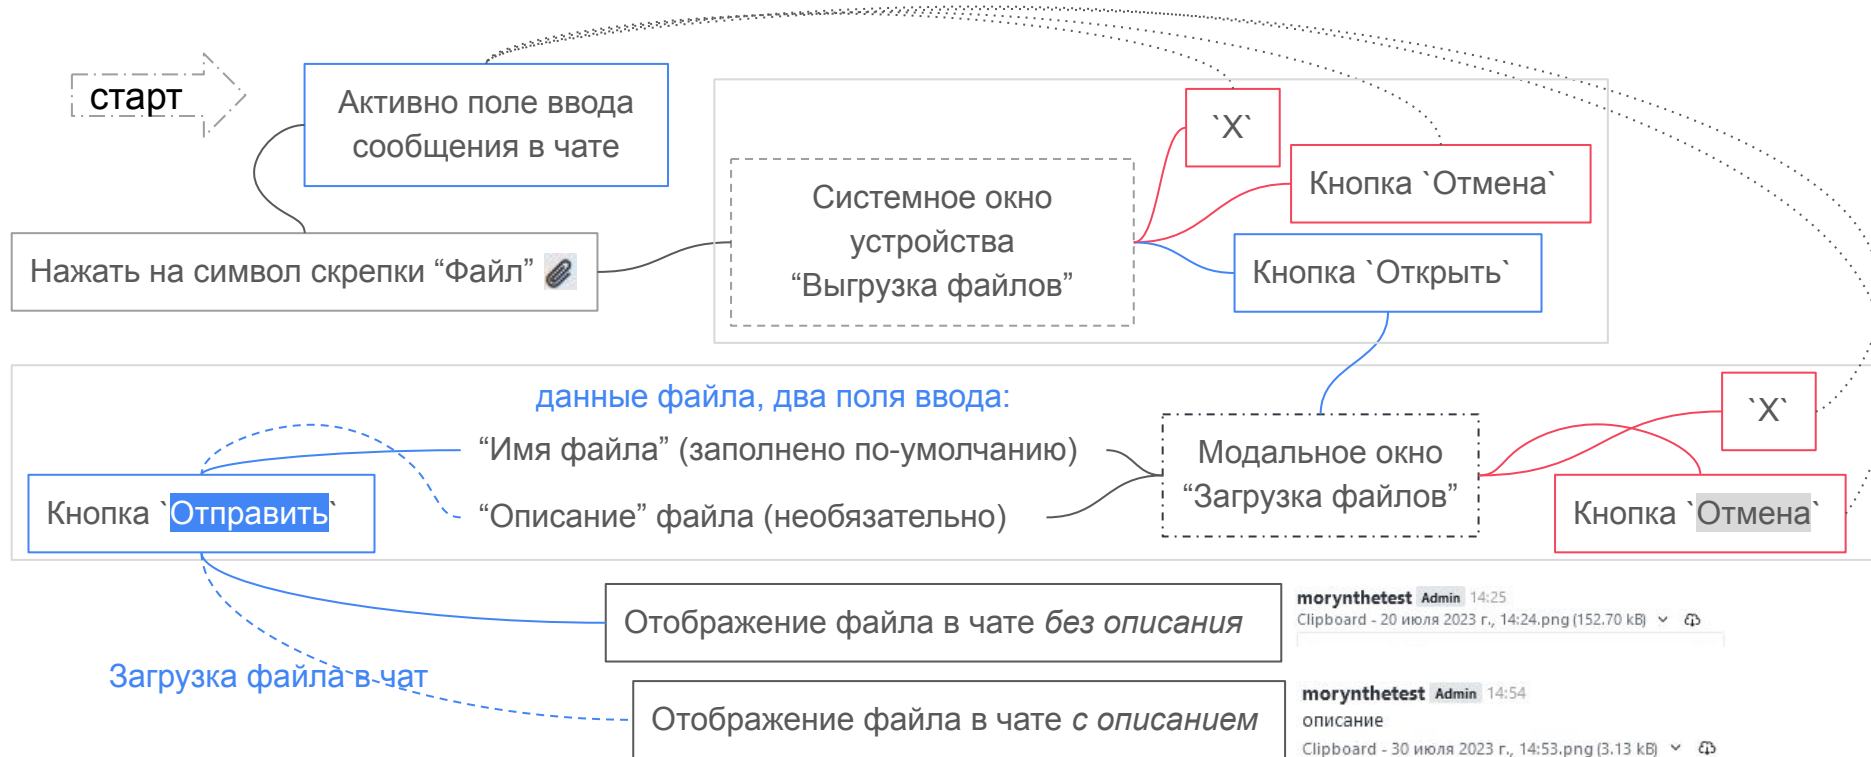 старт
Активно поле ввода
сообщения в чате
`X`
Кнопка `Отмена`
Системное окно
устройства
“Выгрузка файлов”
Кнопка `Открыть`
Нажать на символ скрепки “Файл”
данные файла, два поля ввода:
“Имя файла” (заполнено по-умолчанию)
“Описание” файла (необязательно)
Модальное окно
“Загрузка файлов”
`X`
Кнопка `Отмена`
Кнопка `Отправить`
Отображение файла в чате без описания
morynthetest Admin 14:25
Clipboard - 20 июля 2023 г., 14:24.png (152.70 kB)
Загрузка файла в чат
Отображение файла в чате с описанием
morynthetest Admin 14:54
описание
Clipboard - 30 июля 2023 г., 14:53.png (3.13 kB)